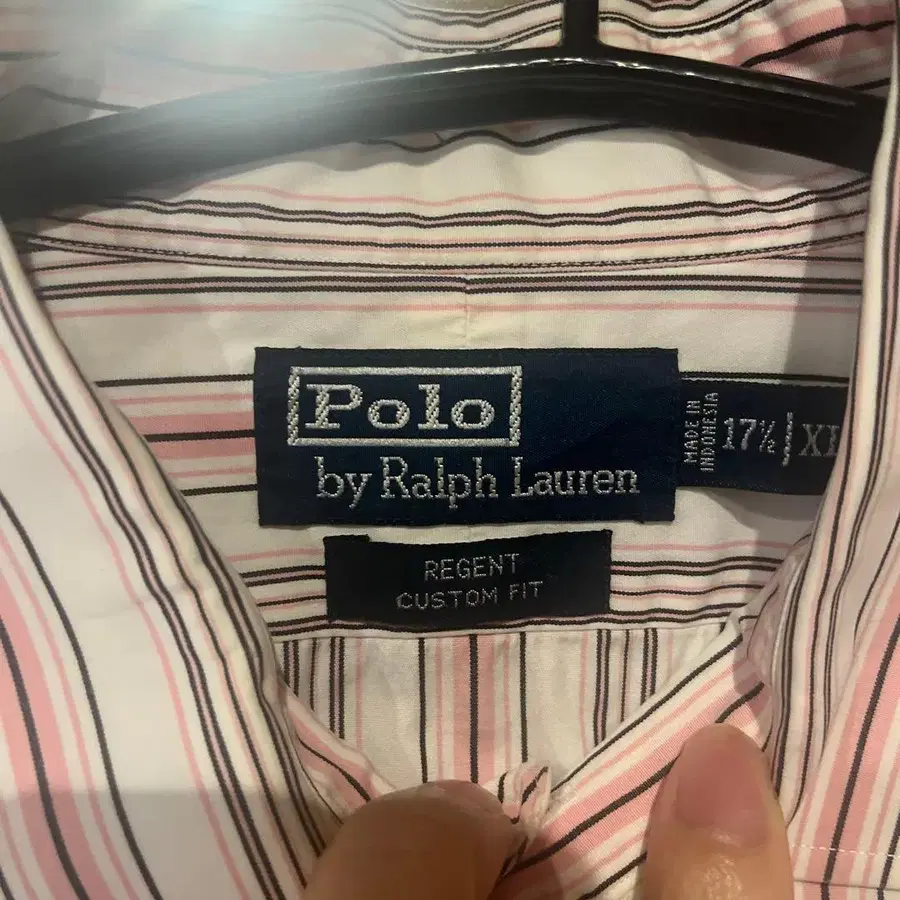 Polo
by Ralph Lauren
MADE IN
INDONESIA
17½ | XL
REGENT
CUSTOM FIT